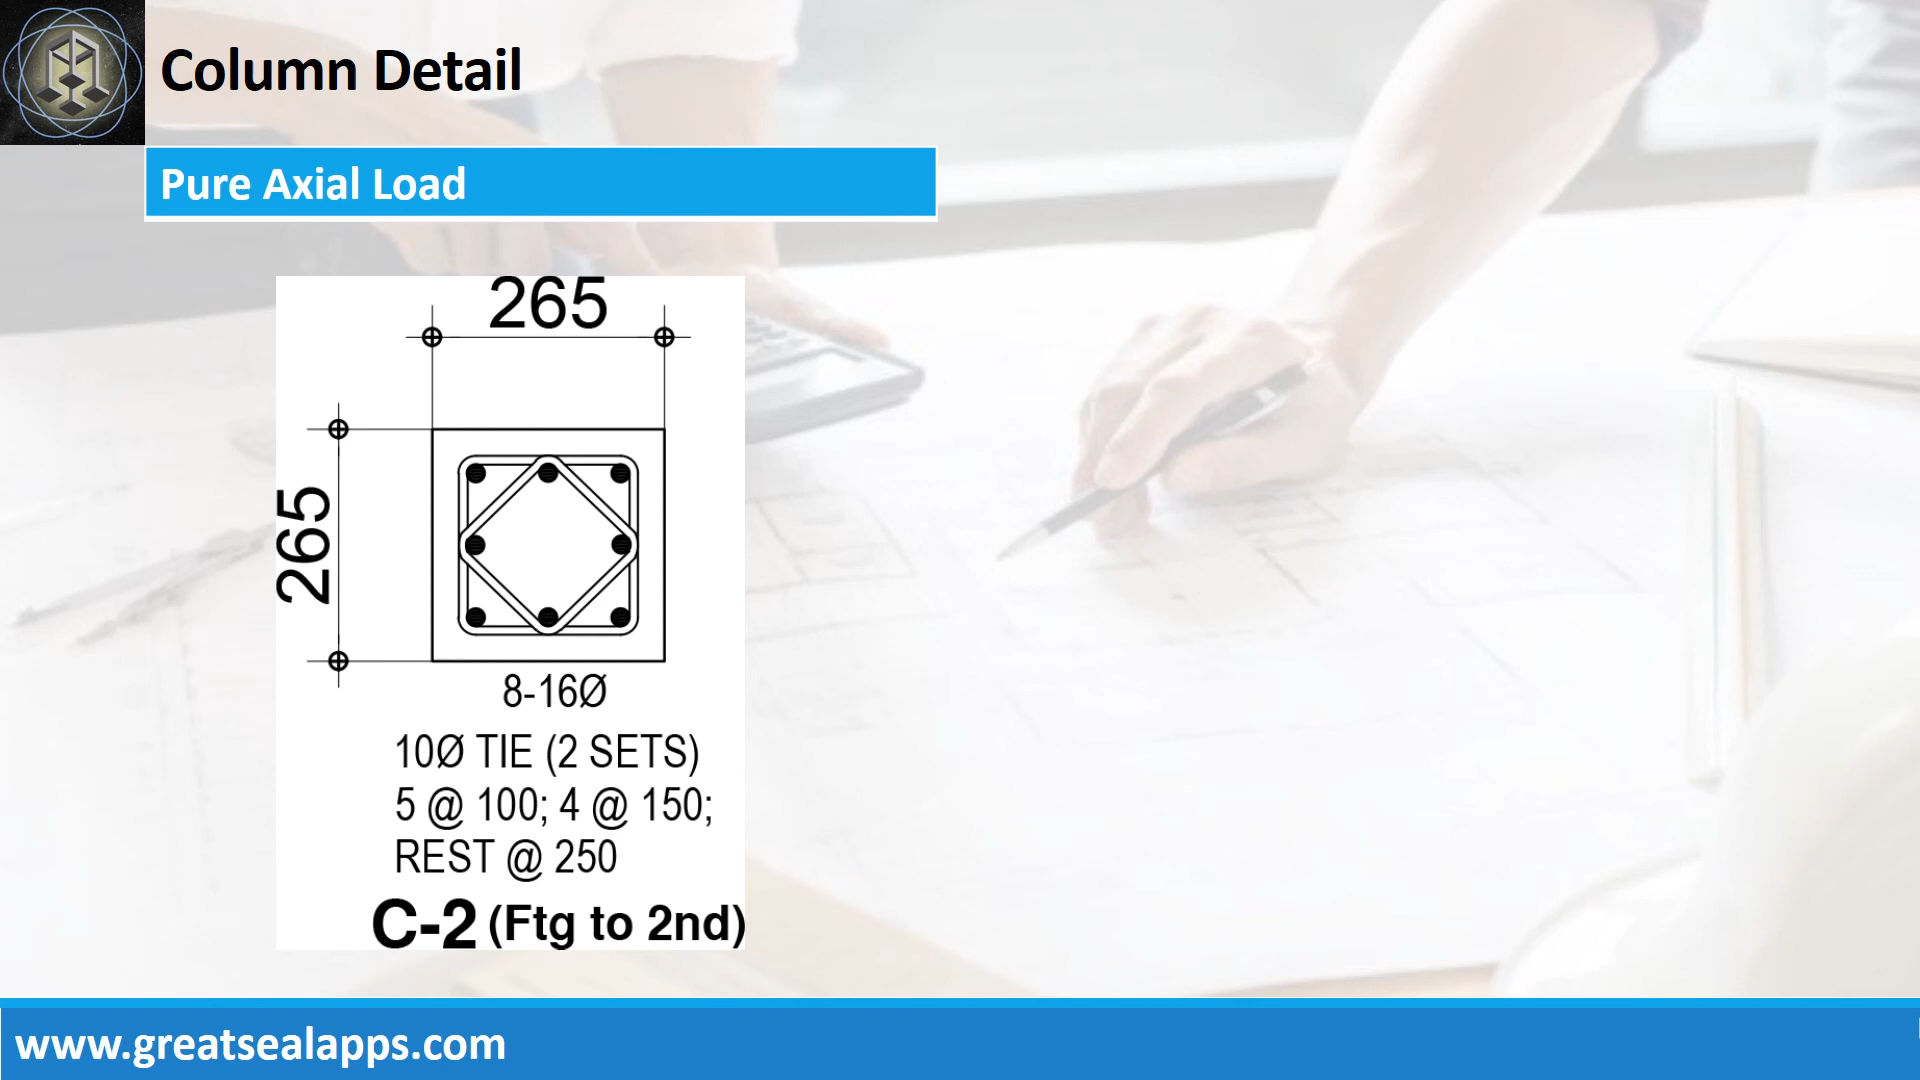 Column Detail
Pure Axial Load
265
265
8-16Ø
10Ø TIE (2 SETS)
5 @ 100; 4 @ 150;
REST @ 250
C-2 (Ftg to 2nd)
www.greatsealapps.com